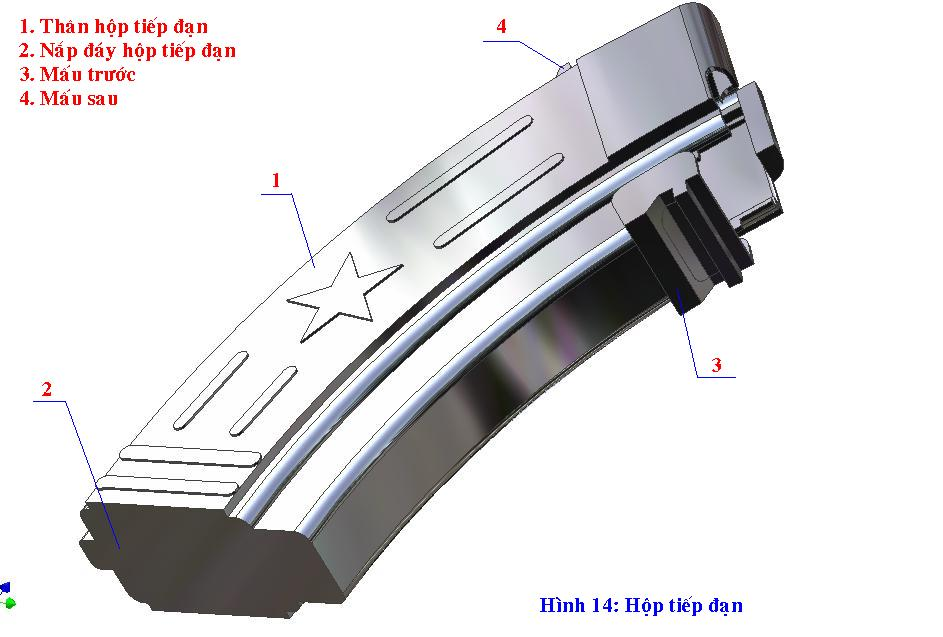 1. Thân hộp tiếp đạn
2. Nắp đáy hộp tiếp đạn
3. Mấu trước
4. Mấu sau
4
1
2
3
Hình 14: Hộp tiếp đạn